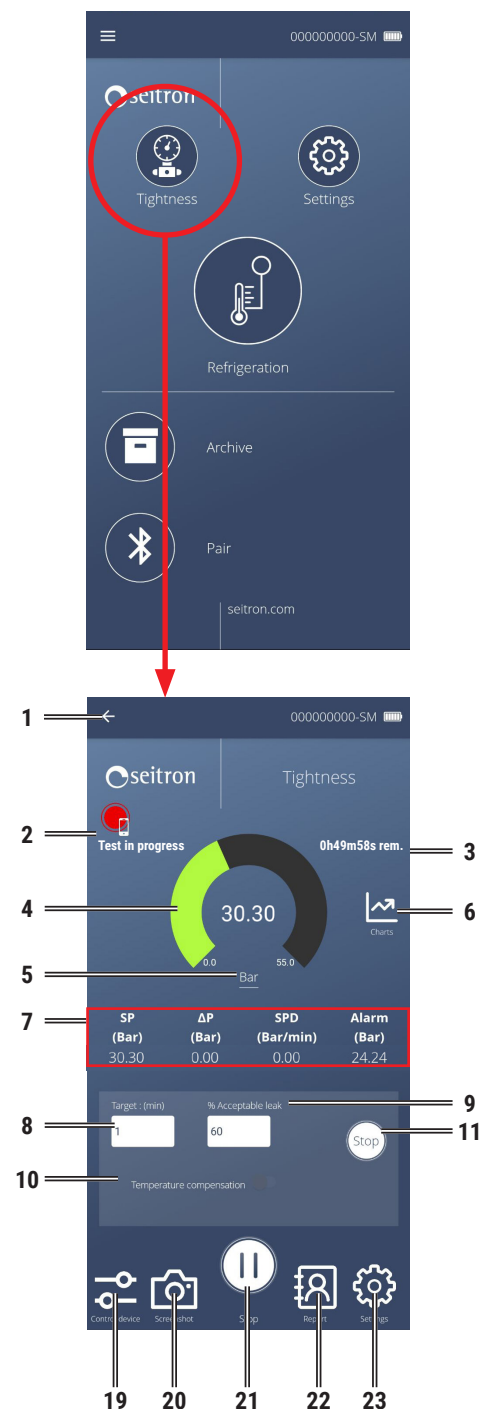 000000000-SM
seitron
Tightness
Settings
Refrigeration
Archive
Pair
seitron.com
1
000000000-SM
seitron
Tightness
2
Test in progress
0h49m58s rem.
3
4
30.30
6
Charts
0.0
55.0
5
Bar
7
SP ΔP SPD Alarm
(Bar) (Bar) (Bar/min) (Bar)
30.30 0.00 0.00 24.24
Target : (min) % Acceptable leak
9
8
1
60
Stop
11
10
Temperature compensation
Control device Screenshot Stop Report Settings
19 20 21 22 23